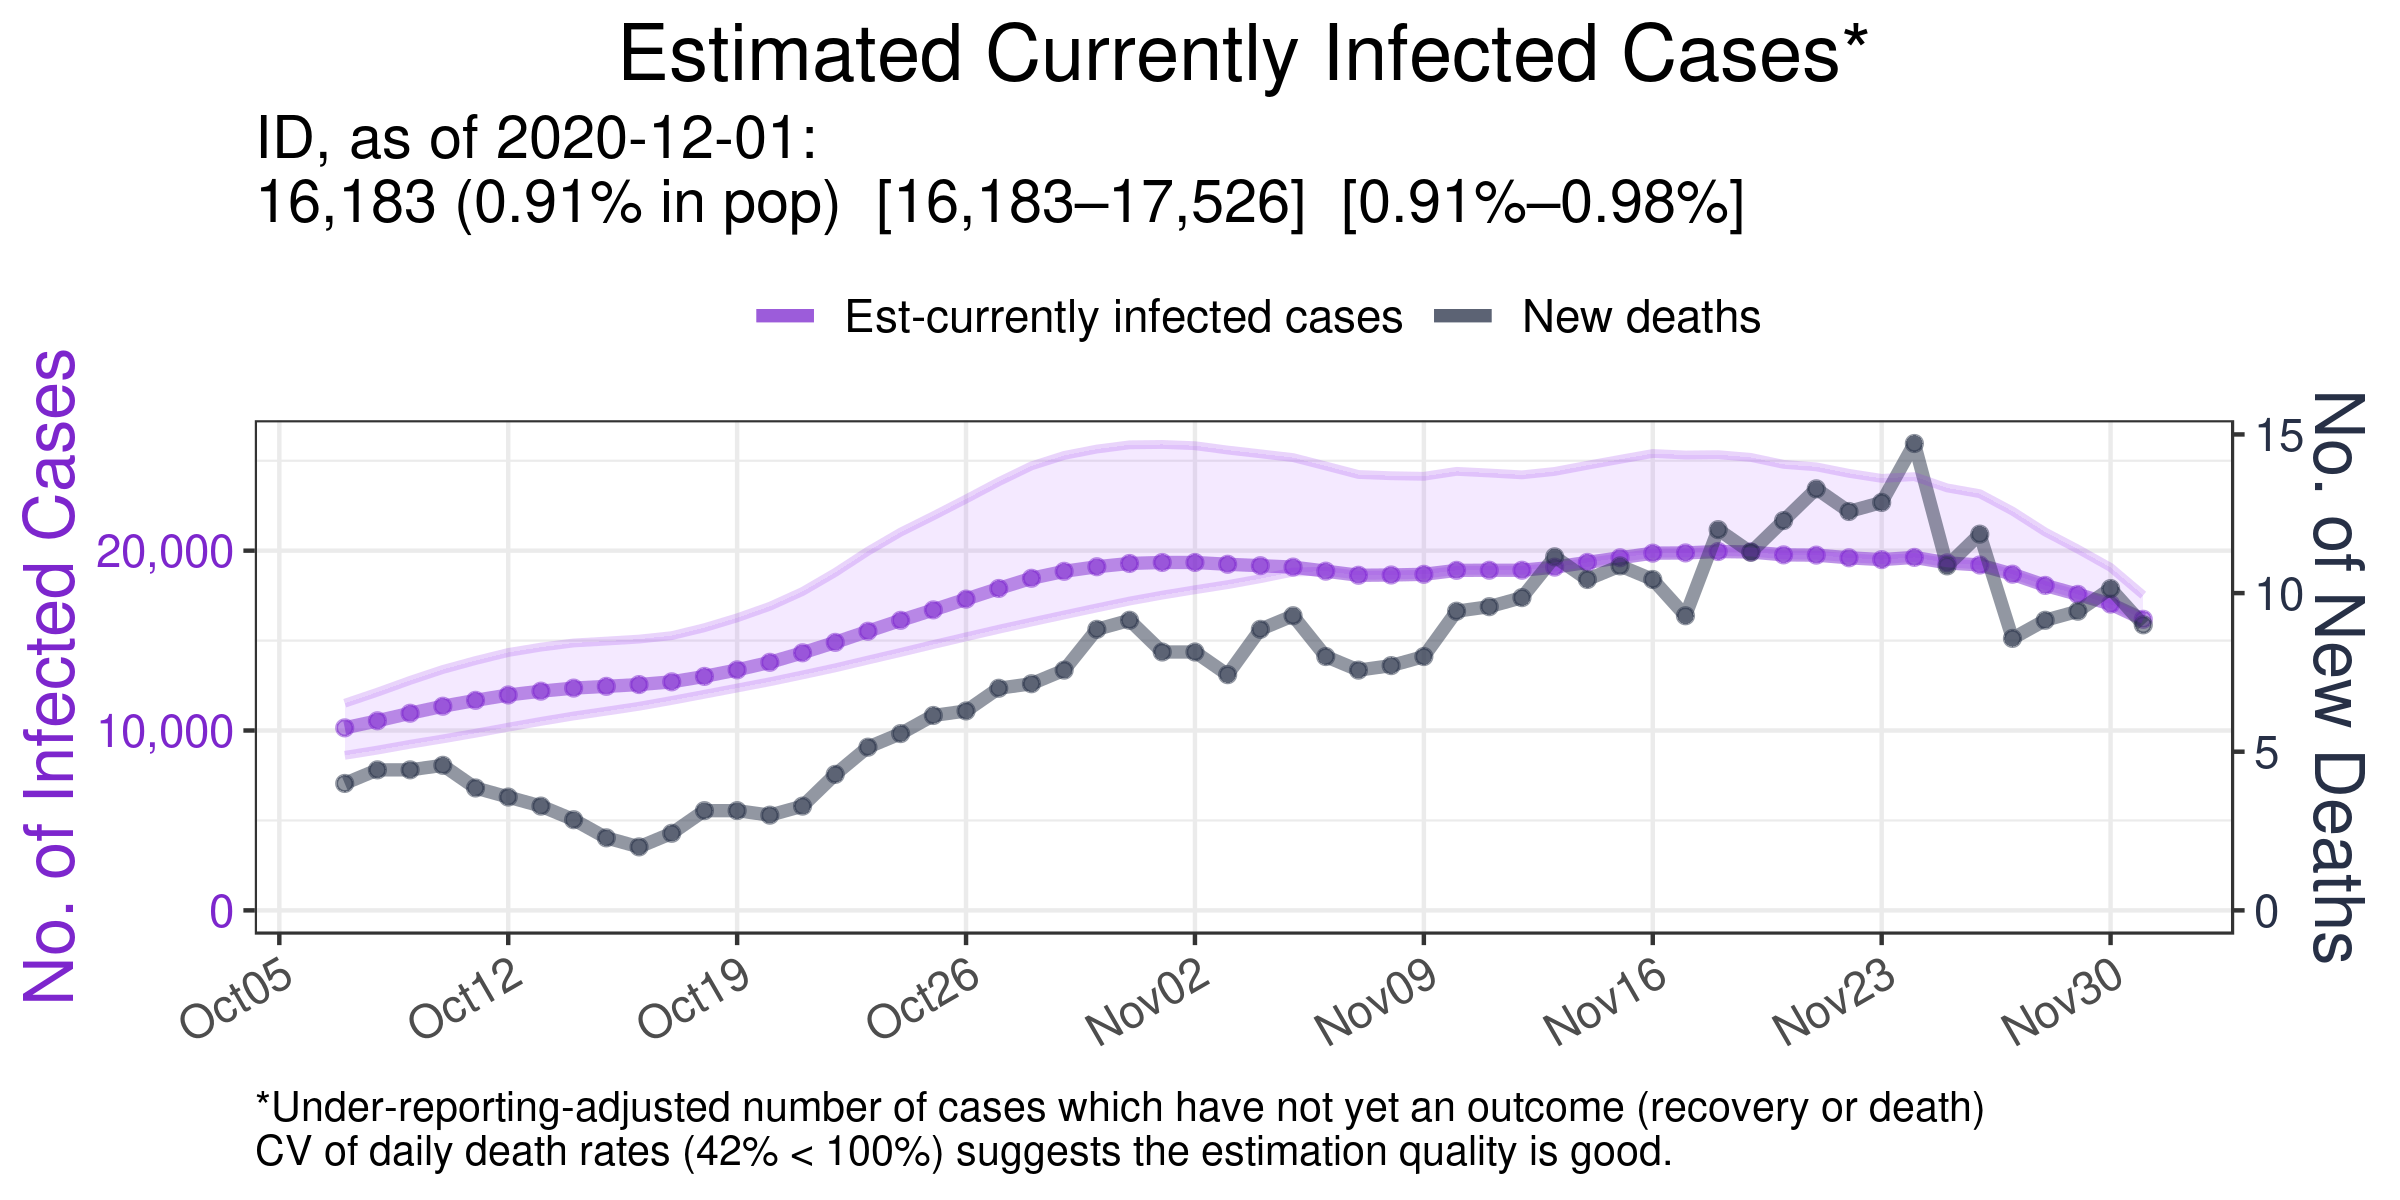 Estimated Currently Infected Cases*
ID, as of 2020-12-01:
16,183 (0.91% in pop)  [16,183–17,526]  [0.91%–0.98%]
Est-currently infected cases
New deaths
No. of Infected Cases
20,000
10,000
0
15
10
5
0
No. of New Deaths
Oct05
Oct12
Oct19
Oct26
Nov02
Nov09
Nov16
Nov23
Nov30
*Under-reporting-adjusted number of cases which have not yet an outcome (recovery or death)
CV of daily death rates (42% < 100%) suggests the estimation quality is good.